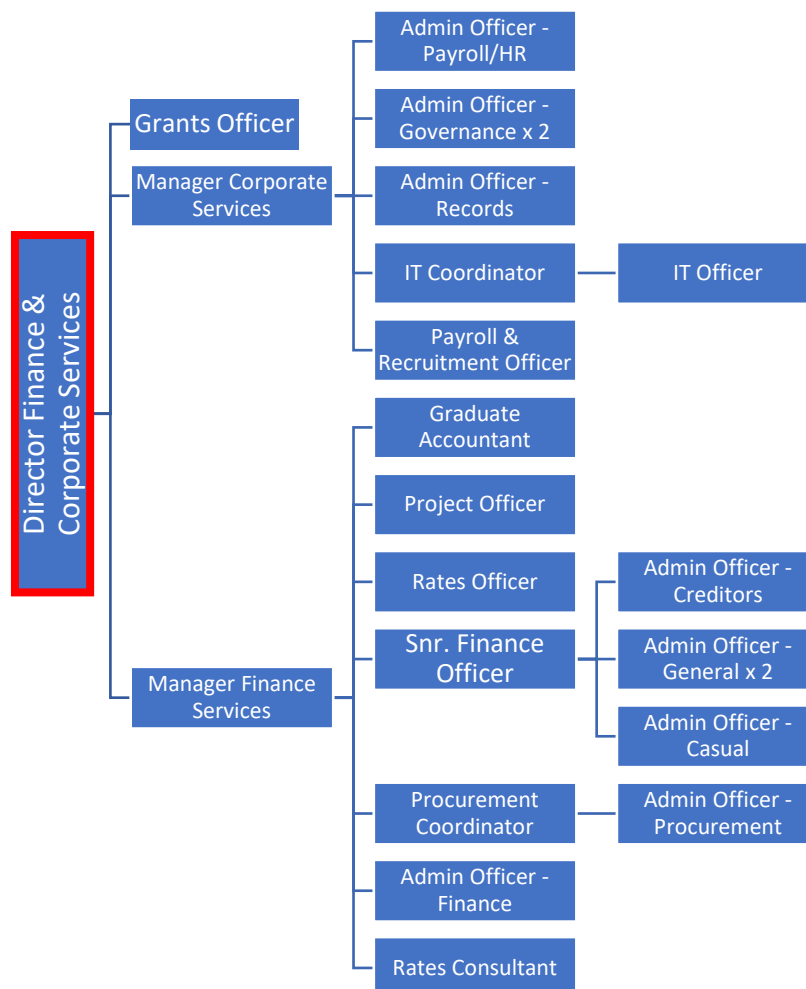 Director Finance &
Corporate Services
Grants Officer
Manager Corporate
Services
Admin Officer -
Payroll/HR
Admin Officer -
Governance x 2
Admin Officer -
Records
IT Coordinator
IT Officer
Payroll &
Recruitment Officer
Manager Finance
Services
Graduate
Accountant
Project Officer
Rates Officer
Snr. Finance
Officer
Admin Officer -
Creditors
Admin Officer -
General x 2
Admin Officer -
Casual
Procurement
Coordinator
Admin Officer -
Procurement
Admin Officer -
Finance
Rates Consultant